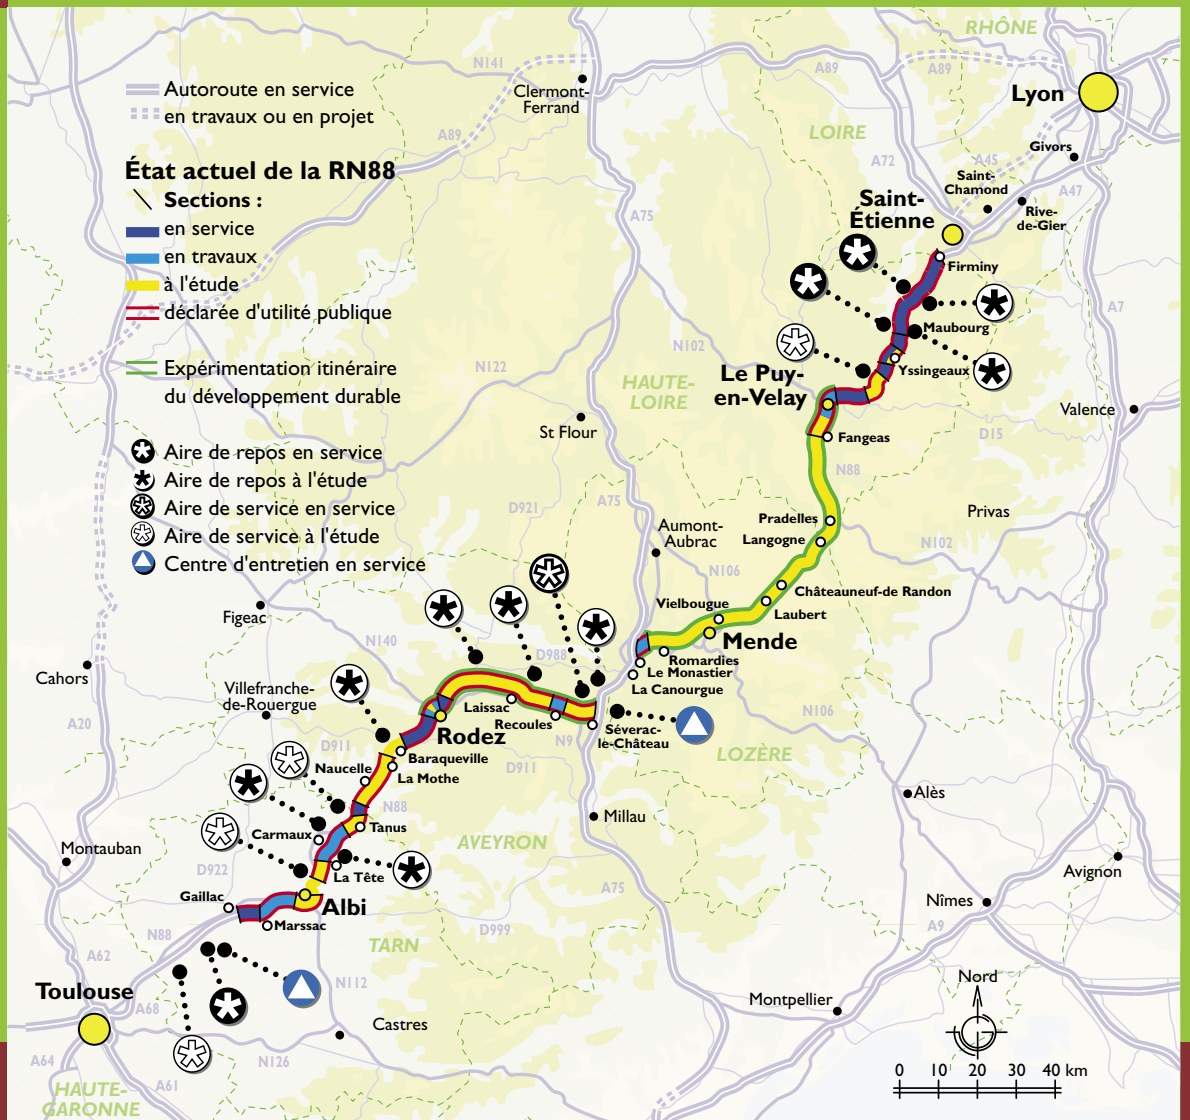 RHÔNE
N141
A89
A89
Clermont-
Ferrand
Lyon
Autoroute en service
en travaux ou en projet
A89
LOIRE
A72
A45
Givors
État actuel de la RN88
Sections :
en service
en travaux
à l'étude
déclarée d'utilité publique
Expérimentation itinéraire
du développement durable
Aire de repos en service
Aire de repos à l'étude
Aire de service en service
Aire de service à l'étude
Centre d'entretien en service
Saint-
Chamond
A47
Saint-
Étienne
Rive-
de-Gier
A75
Firminy
A7
Maubourg
N102
Yssingeaux
N122
HAUTE-
LOIRE
Le Puy-
en-Velay
Valence
St Flour
Fangeas
D15
N88
A75
D921
Pradelles
Privas
Aumont-
Aubrac
Langogne
N102
N106
Châteauneuf-de Randon
Vielbougue
Laubert
Figeac
N140
Mende
D988
Romardies
Le Monastier
La Canourgue
Cahors
Villefranche-
de-Rouergue
Laissac
Recoules
N106
A20
Rodez
N9
Séverac-
le-Château
D911
Baraqueville
D911
LOZÈRE
Naucelle
La Mothe
Alès
N88
Millau
Carmaux
Tanus
AVEYRON
Montauban
D922
La Tête
Avignon
A75
Gaillac
Albi
Nîmes
Marssac
D999
A9
N88
TARN
A62
Nord
Toulouse
N112
Montpellier
A68
Castres
A64
N126
0 10 20 30 40 km
A61
HAUTE-
GARONNE